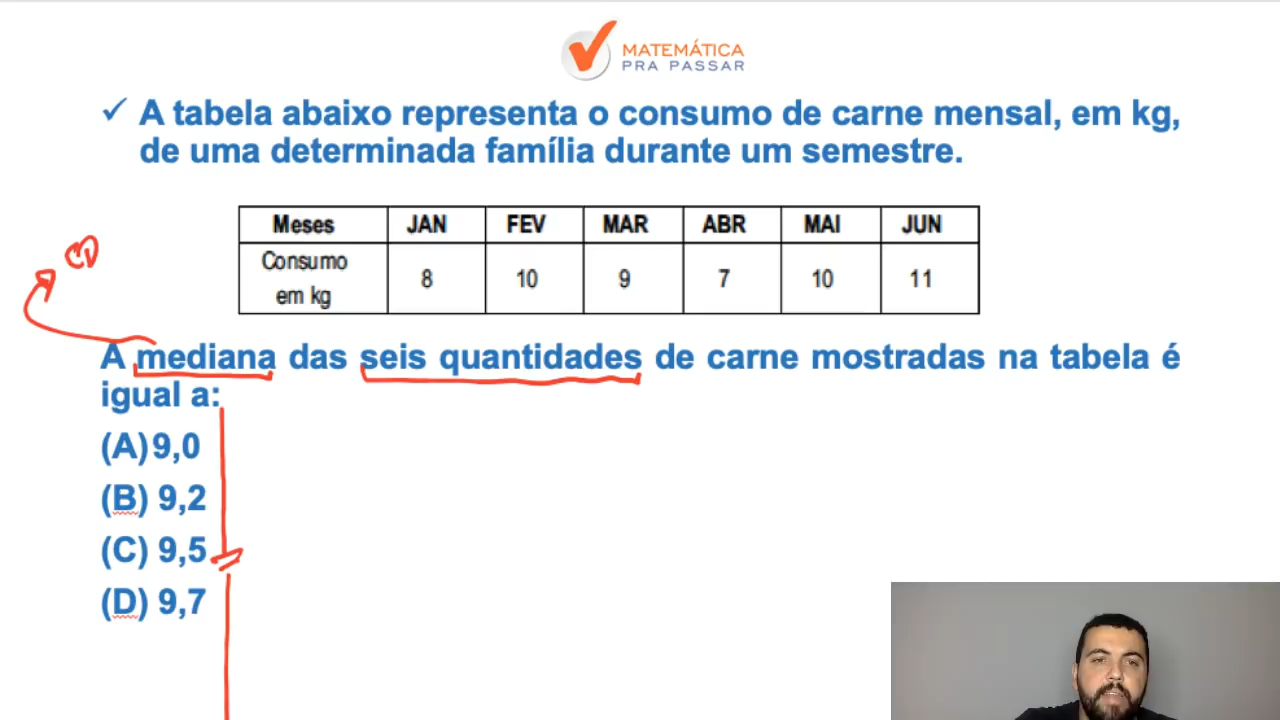 MATEMÁTICA
PRA PASSAR
✓ A tabela abaixo representa o consumo de carne mensal, em kg,
de uma determinada família durante um semestre.
Meses JAN FEV MAR ABR MAI JUN
Consumo em kg 8 10 9 7 10 11
A mediana das seis quantidades de carne mostradas na tabela é
igual a:
(A) 9,0
(B) 9,2
(C) 9,5
(D) 9,7